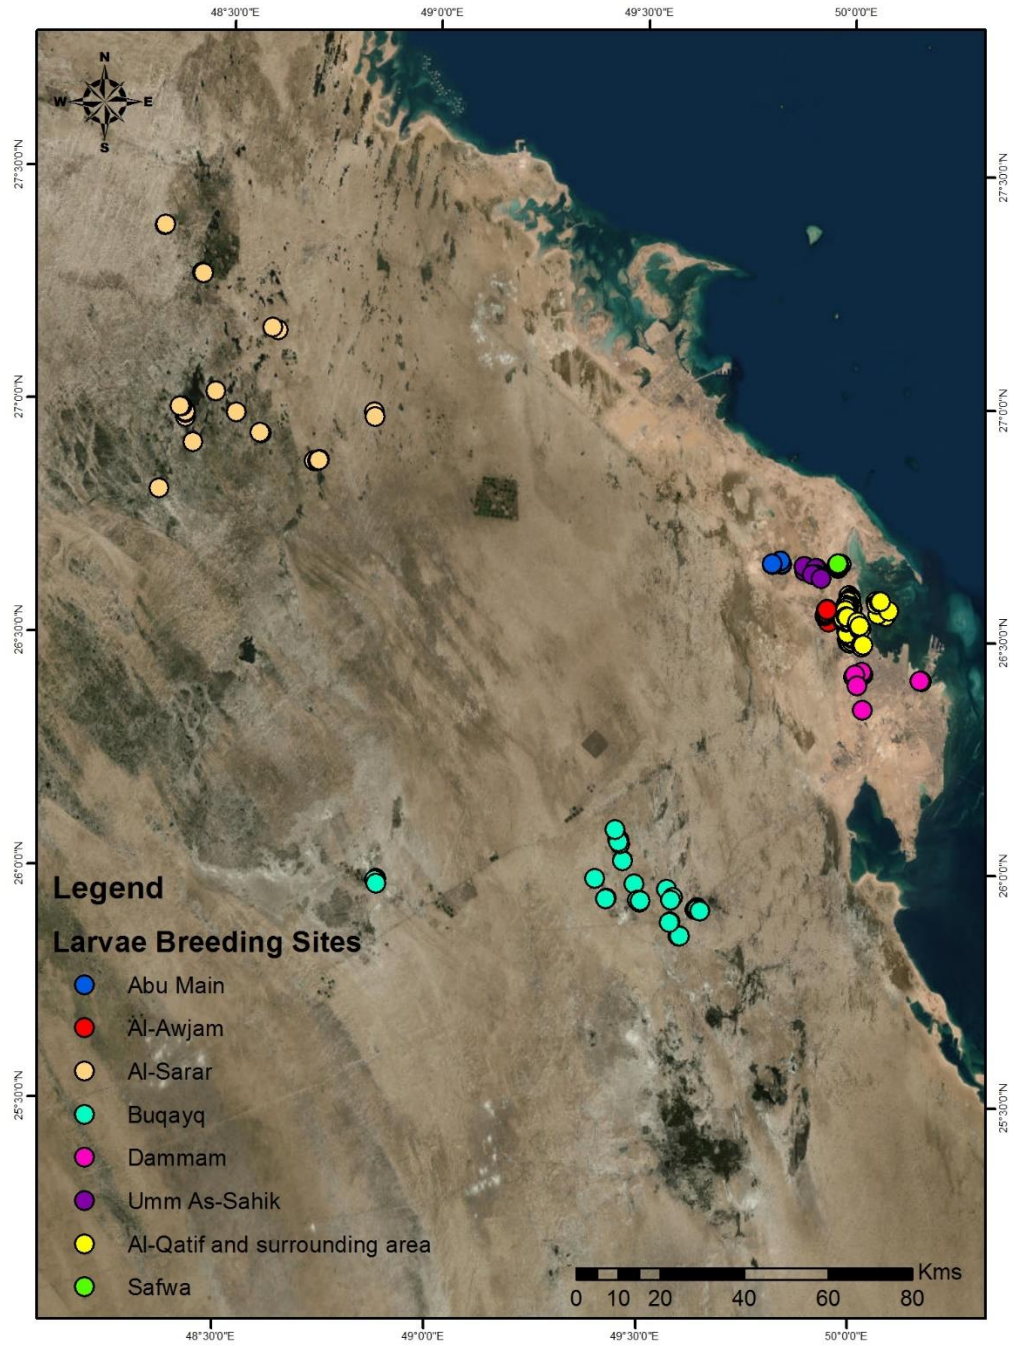 48°30'0"E 49°0'0"E 49°30'0"E 50°0'0"E
N
W E
S
27°30'0"N 27°30'0"N
27°0'0"N 27°0'0"N
26°30'0"N 26°30'0"N
26°0'0"N 26°0'0"N
Legend
Larvae Breeding Sites
Abu Main
Al-Awjam
Al-Sarar
25°30'0"N 25°30'0"N
Buqayq
Dammam
Umm As-Sahik
Al-Qatif and surrounding area
Safwa
Kms
0 10 20 40 60 80
48°30'0"E 49°0'0"E 49°30'0"E 50°0'0"E